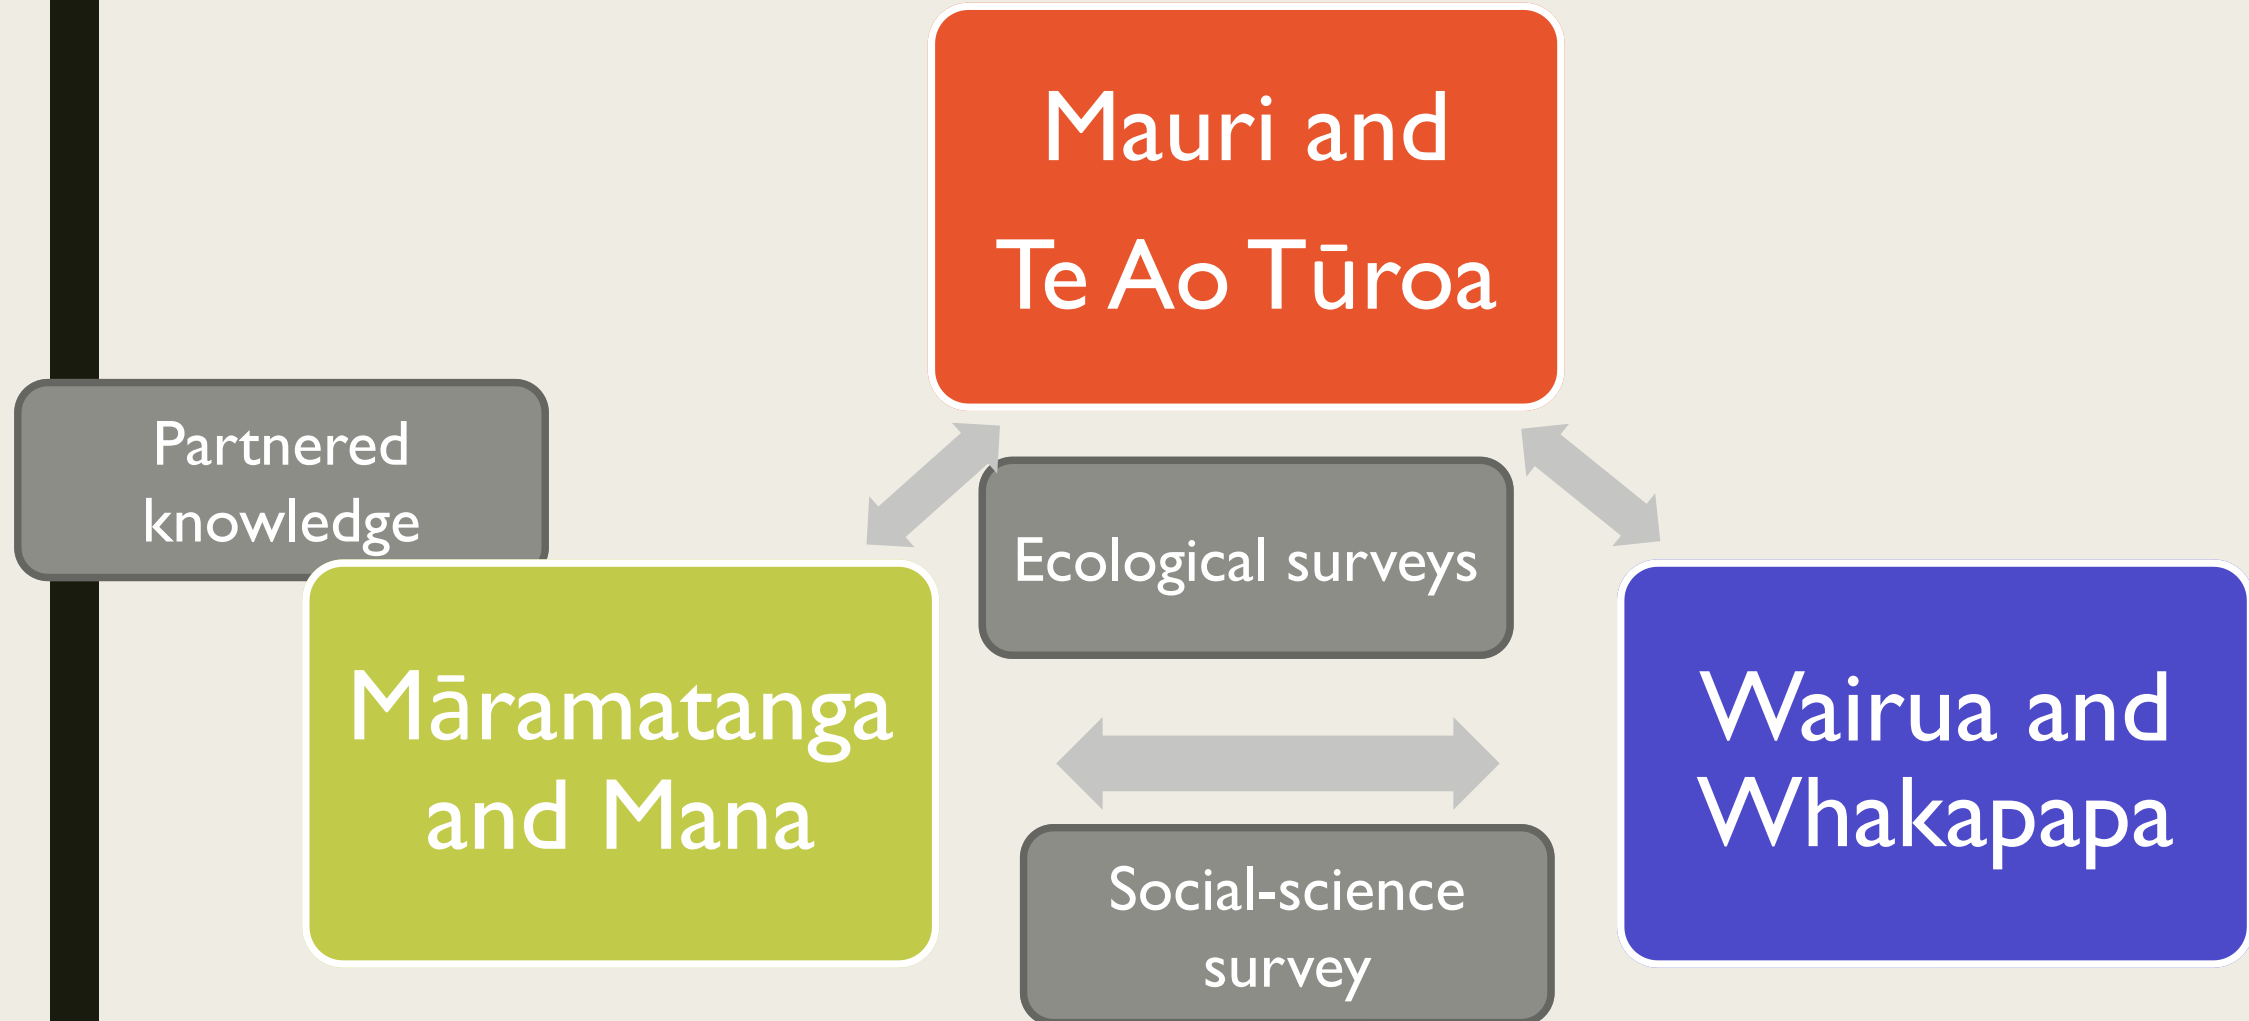 Mauri and
Te Ao Tūroa
Partnered
knowledge
Ecological surveys
Māramatanga
and Mana
Wairua and
Whakapapa
Social-science
survey